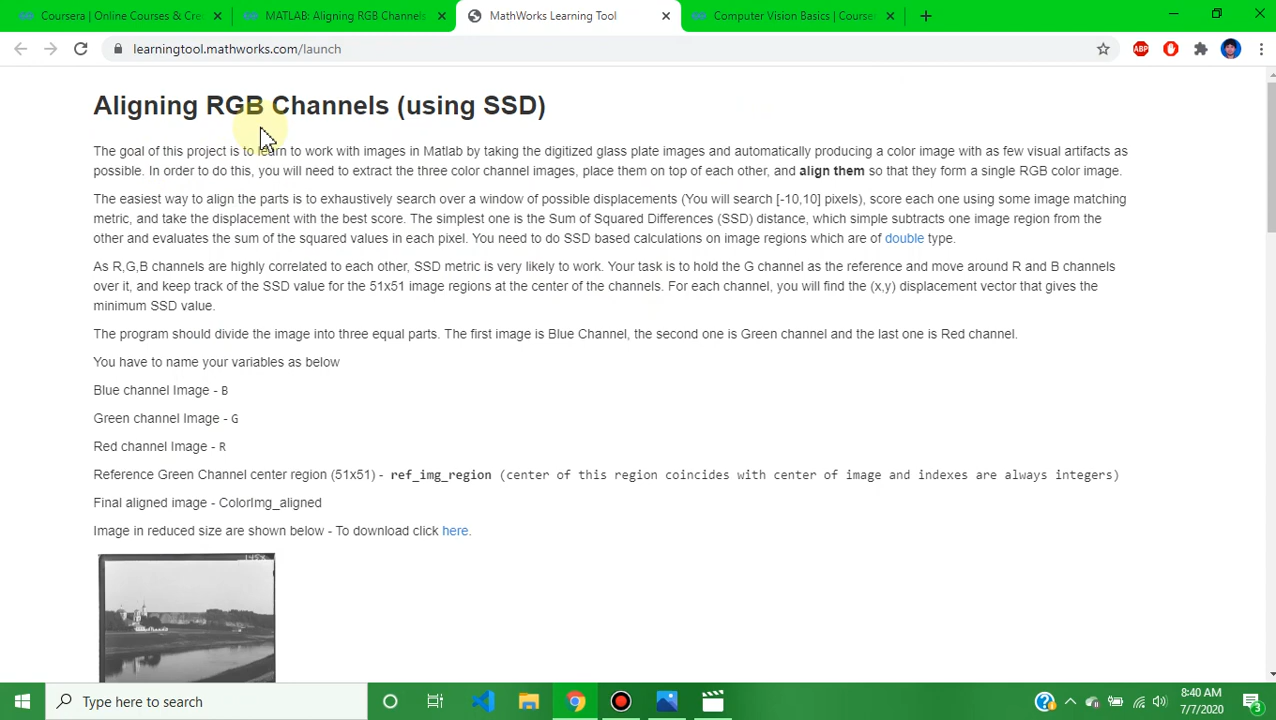 Coursera | Online Courses & Cre
MATLAB: Aligning RGB Channels
MathWorks Learning Tool
Computer Vision Basics | Course
learningtool.mathworks.com/launch
ABP
Aligning RGB Channels (using SSD)
The goal of this project is to learn to work with images in Matlab by taking the digitized glass plate images and automatically producing a color image with as few visual artifacts as
possible. In order to do this, you will need to extract the three color channel images, place them on top of each other, and align them so that they form a single RGB color image.
The easiest way to align the parts is to exhaustively search over a window of possible displacements (You will search [-10,10] pixels), score each one using some image matching
metric, and take the displacement with the best score. The simplest one is the Sum of Squared Differences (SSD) distance, which simple subtracts one image region from the
other and evaluates the sum of the squared values in each pixel. You need to do SSD based calculations on image regions which are of double type.
As R,G,B channels are highly correlated to each other, SSD metric is very likely to work. Your task is to hold the G channel as the reference and move around R and B channels
over it, and keep track of the SSD value for the 51x51 image regions at the center of the channels. For each channel, you will find the (x,y) displacement vector that gives the
minimum SSD value.
The program should divide the image into three equal parts. The first image is Blue Channel, the second one is Green channel and the last one is Red channel.
You have to name your variables as below
Blue channel Image - B
Green channel Image - G
Red channel Image - R
Reference Green Channel center region (51x51) - ref_img_region (center of this region coincides with center of image and indexes are always integers)
Final aligned image - ColorImg_aligned
Image in reduced size are shown below - To download click here.
Type here to search
8:40 AM
7/7/2020
3